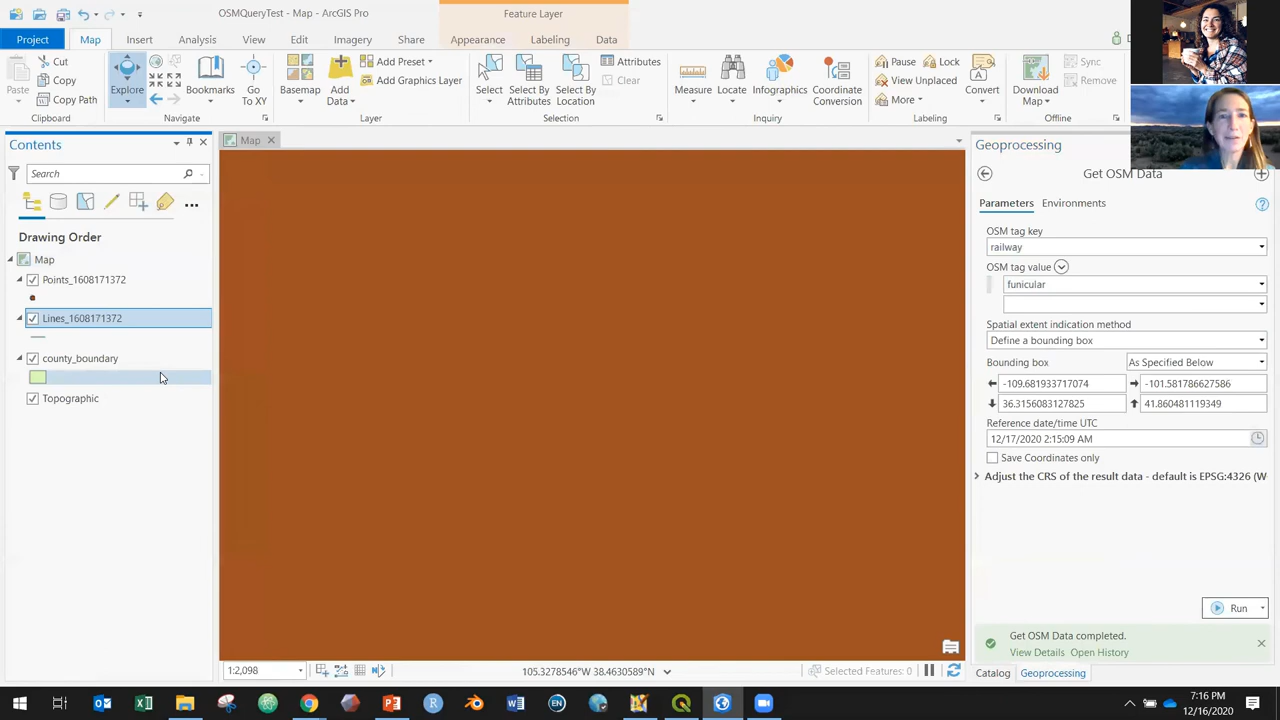 OSMQueryTest - Map - ArcGIS Pro
Feature Layer
Project
Map
Insert
Analysis
View
Edit
Imagery
Share
Appearance
Labeling
Data
Paste
Cut
Copy
Copy Path
Clipboard
Explore
Bookmarks
Go
To XY
Navigate
Basemap
Add
Data
Add Preset
Add Graphics Layer
Layer
Select
Select By
Attributes
Select By
Location
Attributes
Clear
Selection
Measure
Locate
Infographics
Coordinate
Conversion
Inquiry
Pause
Lock
View Unplaced
More
Labeling
Convert
Download
Map
Sync
Remove
Offline
Contents
Search
Drawing Order
Map
Points_1608171372
Lines_1608171372
county_boundary
Topographic
Map
1:2,098
105.3278546°W 38.4630589°N
Selected Features: 0
Geoprocessing
Get OSM Data
Parameters
Environments
OSM tag key
railway
OSM tag value
funicular
Spatial extent indication method
Define a bounding box
Bounding box
As Specified Below
-109.681933717074
-101.581786627586
36.3156083127825
41.860481119349
Reference date/time UTC
12/17/2020 2:15:09 AM
Save Coordinates only
Adjust the CRS of the result data - default is EPSG:4326 (W
Run
Get OSM Data completed.
View Details Open History
Catalog
Geoprocessing
7:16 PM
12/16/2020